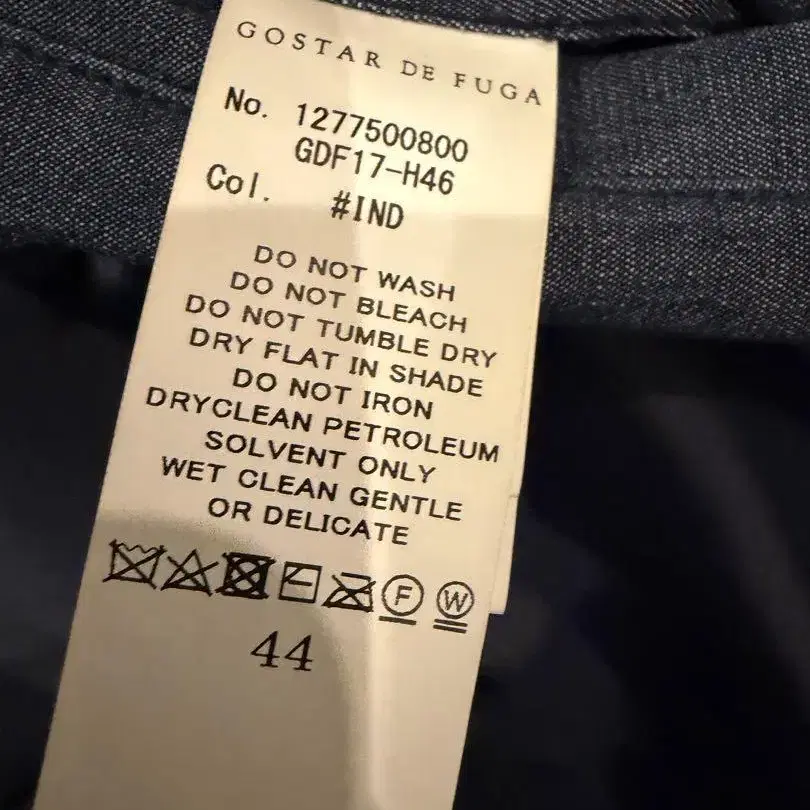 GOSTAR DE FUGA
No. 1277500800
GDF17-H46
Col. #IND
DO NOT WASH
DO NOT BLEACH
DO NOT TUMBLE DRY
DRY FLAT IN SHADE
DO NOT IRON
DRYCLEAN PETROLEUM
SOLVENT ONLY
WET CLEAN GENTLE
OR DELICATE
F W
44